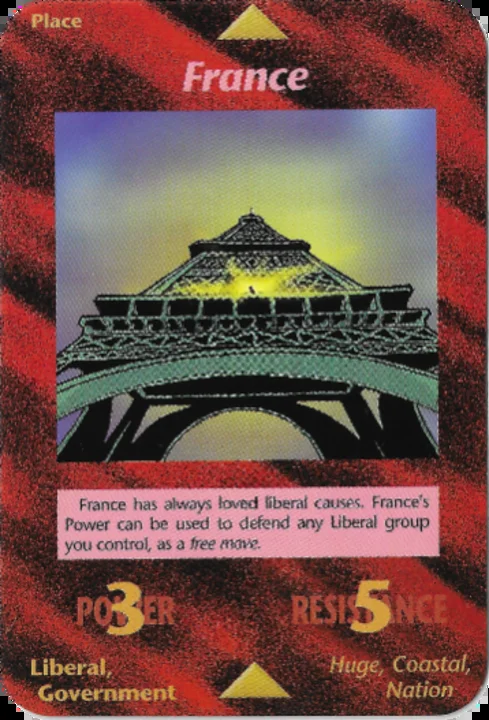 Place
France
France has always loved liberal causes. France's
Power can be used to defend any Liberal group
you control, as a free move.
POWER 3 RESISTANCE 5
Liberal, Huge, Coastal,
Government Nation